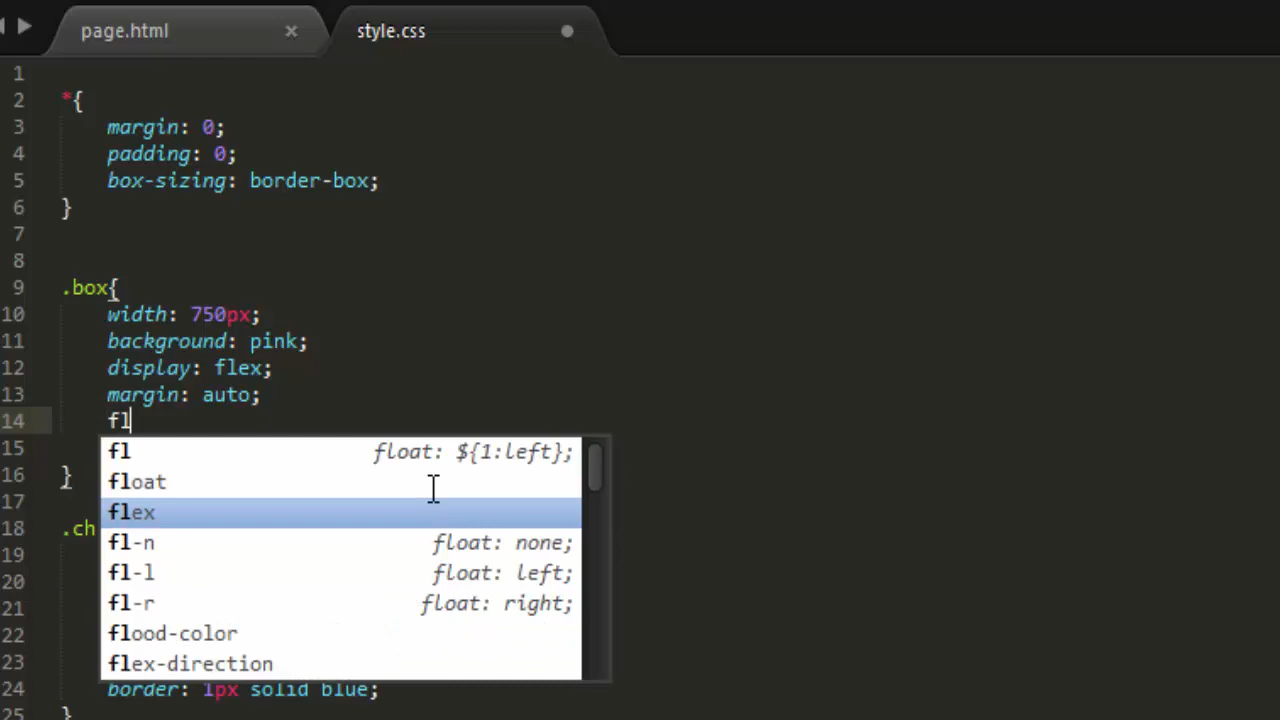 page.html × style.css
1
2 *{
3 margin: 0;
4 padding: 0;
5 box-sizing: border-box;
6 }
7
8
9 .box{
10 width: 750px;
11 background: pink;
12 display: flex;
13 margin: auto;
14 fl
15 fl float: ${1:left};
float
16 }
17 flex
18 .ch
19 fl-n float: none;
20 fl-l float: left;
21 fl-r float: right;
22 flood-color
23 flex-direction
24 border: 1px solid blue;
25 }